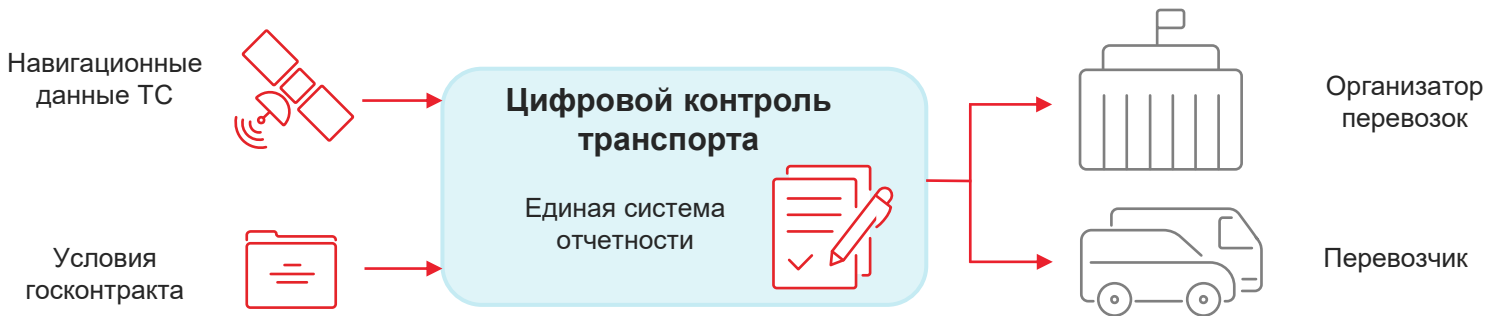 Навигационные
данные ТС
Условия
госконтракта
Цифровой контроль
транспорта
Единая система
отчетности
Организатор
перевозок
Перевозчик